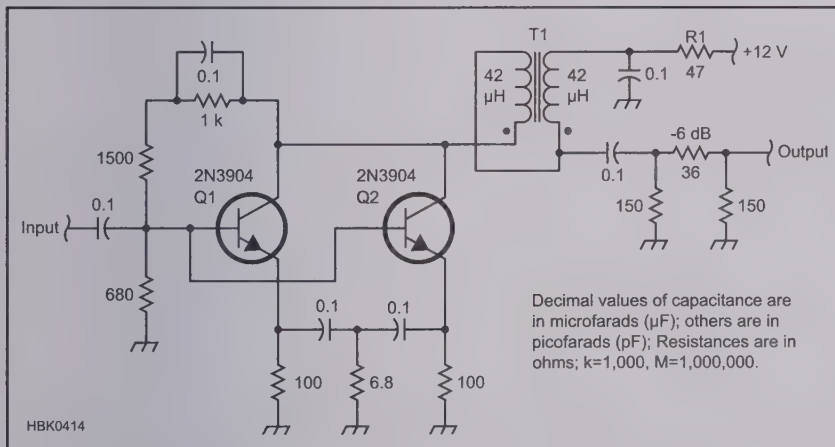 T1
R1
+12 V
47
0.1
42
µH
42
µH
0.1
1 k
1500
2N3904
Q1
2N3904
Q2
-6 dB
36
Output
0.1
150
150
0.1
Input
680
0.1
0.1
100
6.8
100
Decimal values of capacitance are
in microfarads (µF); others are in
picofarads (pF); Resistances are in
ohms; k=1,000, M=1,000,000.
HBK0414